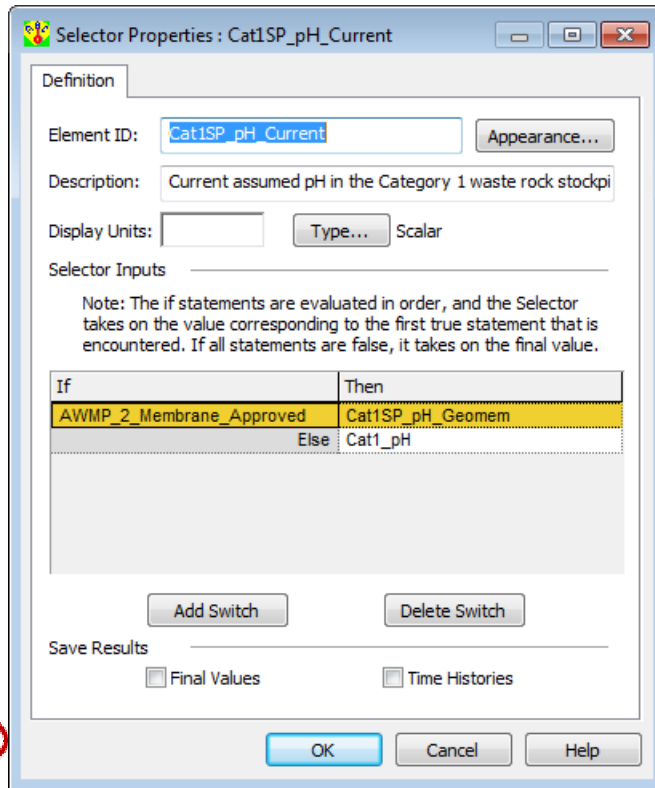 Selector Properties : Cat1SP_pH_Current
Definition
Element ID: Cat1SP_pH_Current Appearance...
Description: Current assumed pH in the Category 1 waste rock stockpi
Display Units: Type... Scalar
Selector Inputs
Note: The if statements are evaluated in order, and the Selector
takes on the value corresponding to the first true statement that is
encountered. If all statements are false, it takes on the final value.
If Then
AWMP_2_Membrane_Approved Cat1SP_pH_Geomem
Else Cat1_pH
Add Switch Delete Switch
Save Results
Final Values Time Histories
OK Cancel Help